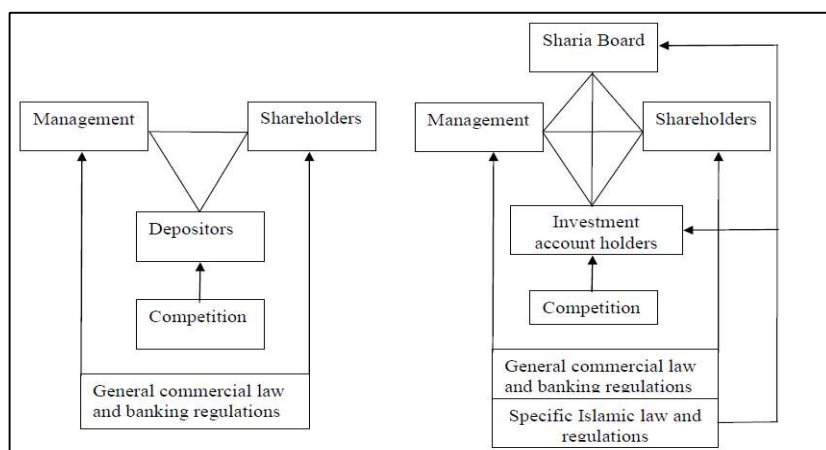 Management
Shareholders
Depositors
Competition
General commercial law
and banking regulations
Sharia Board
Management
Shareholders
Investment
account holders
Competition
General commercial law
and banking regulations
Specific Islamic law and
regulations